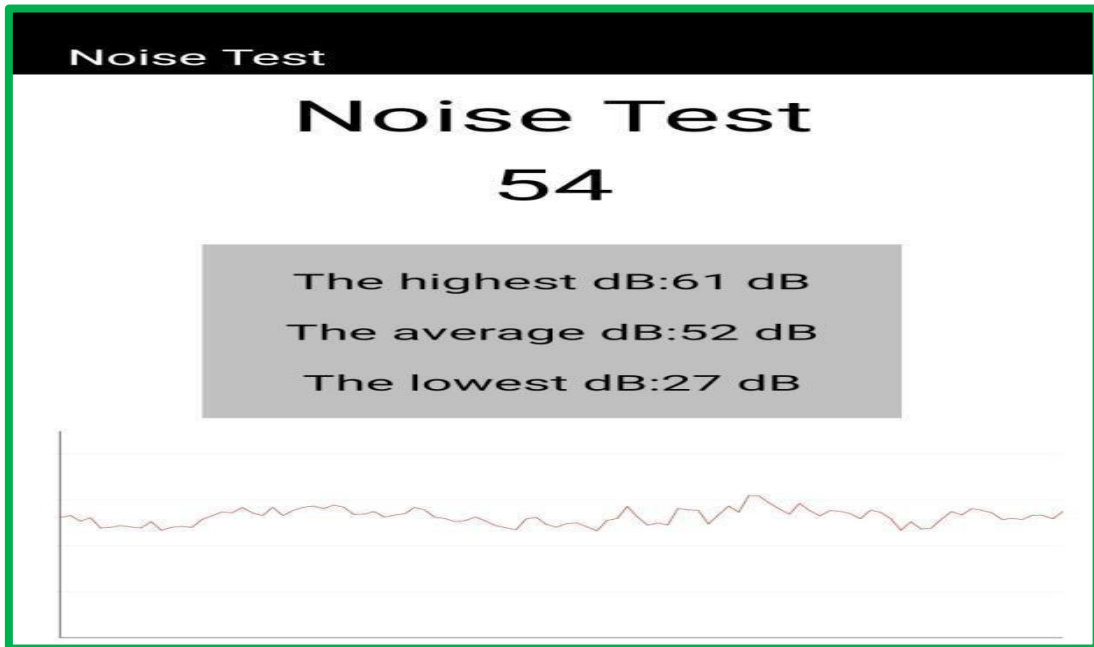 Noise Test
Noise Test
54
The highest dB:61 dB
The average dB:52 dB
The lowest dB:27 dB